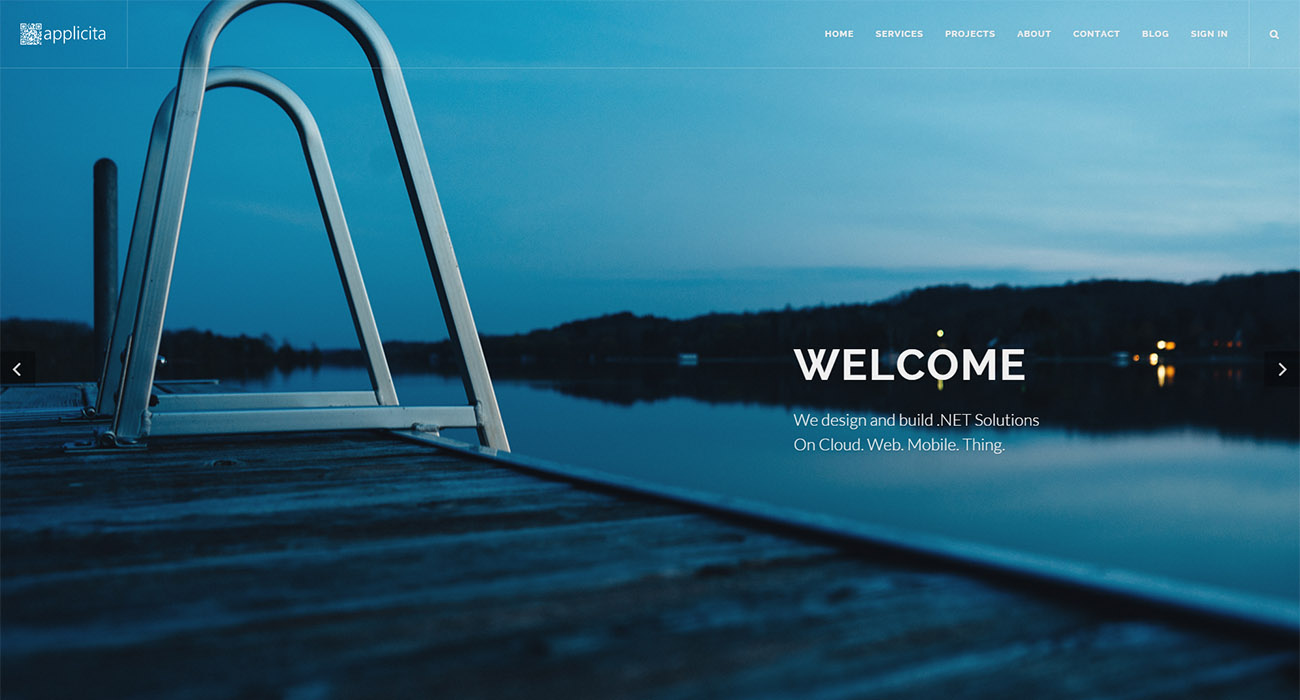 applicita
HOME SERVICES PROJECTS ABOUT CONTACT BLOG SIGN IN
WELCOME
We design and build .NET Solutions
On Cloud. Web. Mobile. Thing.